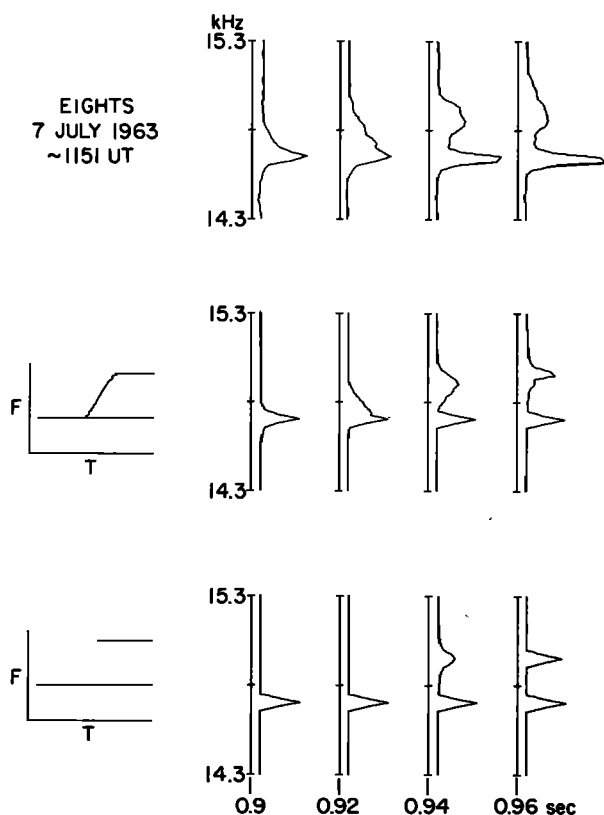 kHz
15.3
EIGHTS
7 JULY 1963
~1151 UT
14.3
15.3
F
T
14.3
15.3
F
T
14.3
0.9 0.92 0.94 0.96 sec